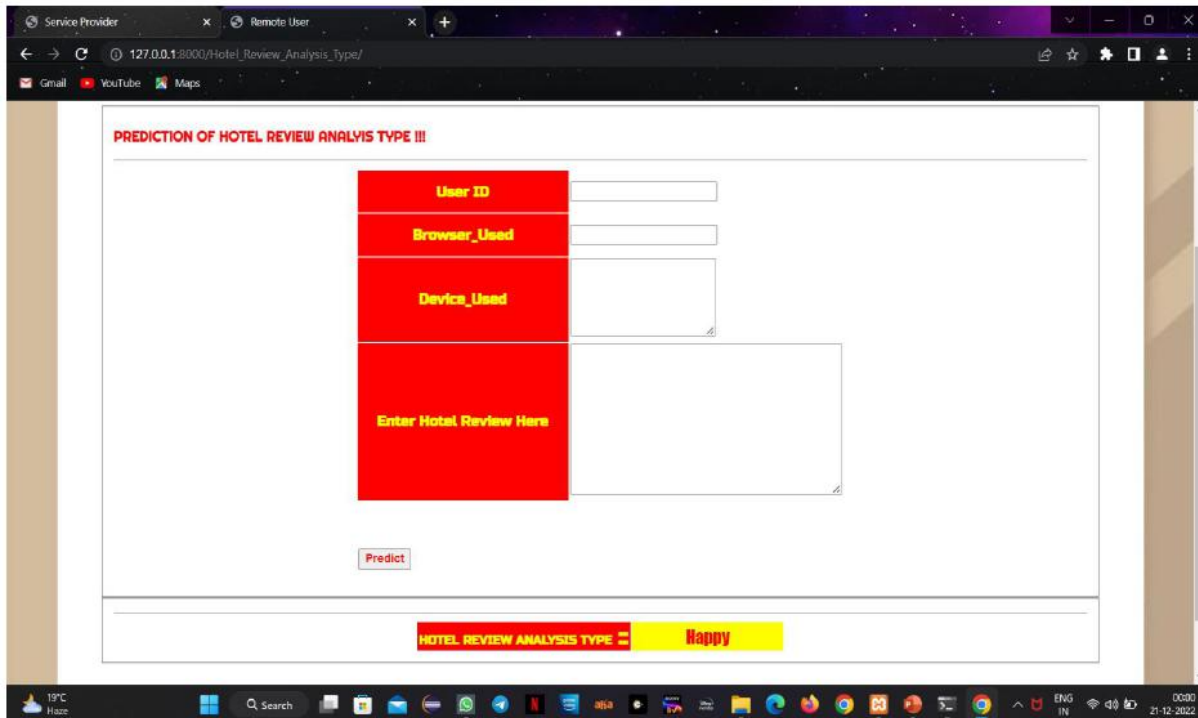 Service Provider
Remote User
127.0.0.1:8000/Hotel_Review_Analysis_Type/
Gmail YouTube Maps
PREDICTION OF HOTEL REVIEW ANALYIS TYPE !!!
User ID
Browser_Used
Device_Used
Enter Hotel Review Here
Predict
HOTEL REVIEW ANALYSIS TYPE = Happy
19°C
Haze
Search
ENG
IN
00:00
21-12-2022